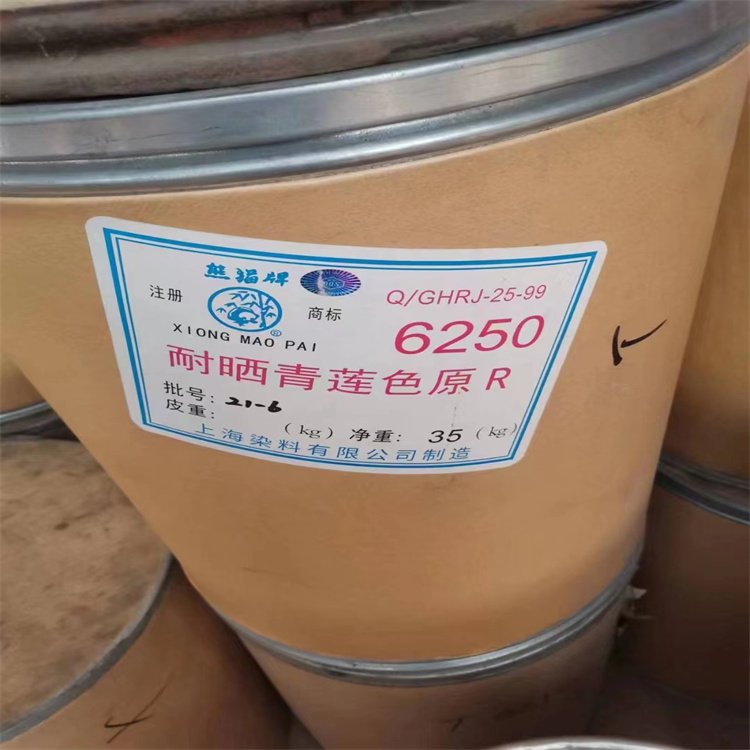 熊猫牌
注册 ® 商标
XIONG MAO PAI
Q/GHRJ-25-99
6250
耐晒青莲色原R
批号: 21-6
皮重: (kg) 净重: 35 (kg)
上海染料有限公司制造